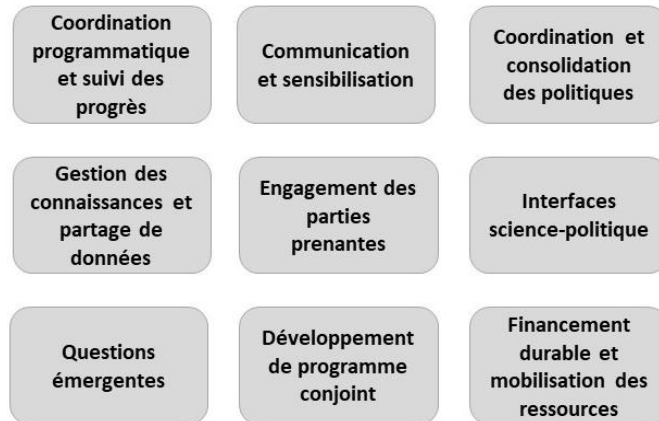 Coordination
programmatique
et suivi des
progrès
Communication
et sensibilisation
Coordination et
consolidation
des politiques
Gestion des
connaissances et
partage de
données
Engagement des
parties
prenantes
Interfaces
science-politique
Questions
émergentes
Développement
de programme
conjoint
Financement
durable et
mobilisation des
ressources